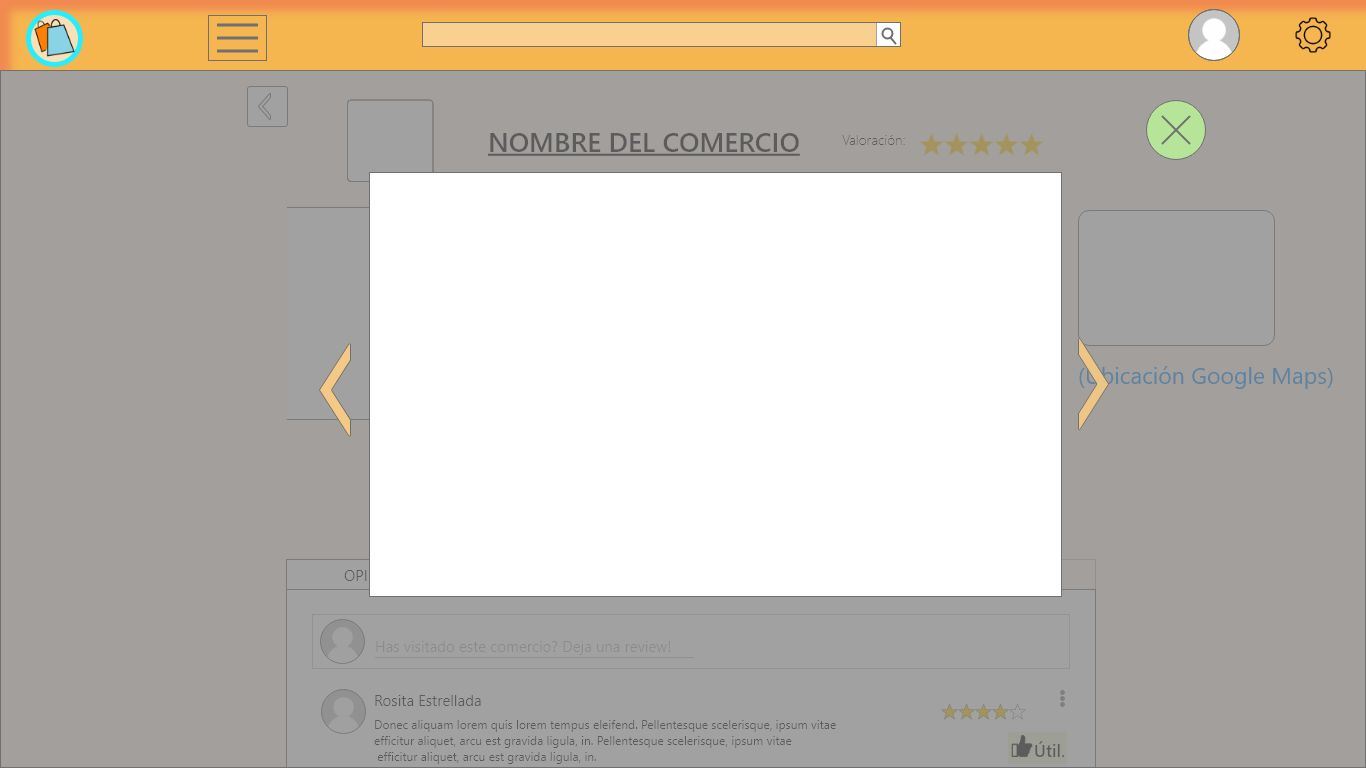 NOMBRE DEL COMERCIO
Valoración:
(Ubicación Google Maps)
OPI
Has visitado este comercio? Deja una review!
Rosita Estrellada
Donec aliquam lorem quis lorem tempus eleifend. Pellentesque scelerisque, ipsum vitae
efficitur aliquet, arcu est gravida ligula, in. Pellentesque scelerisque, ipsum vitae
efficitur aliquet, arcu est gravida ligula, in.
Útil.